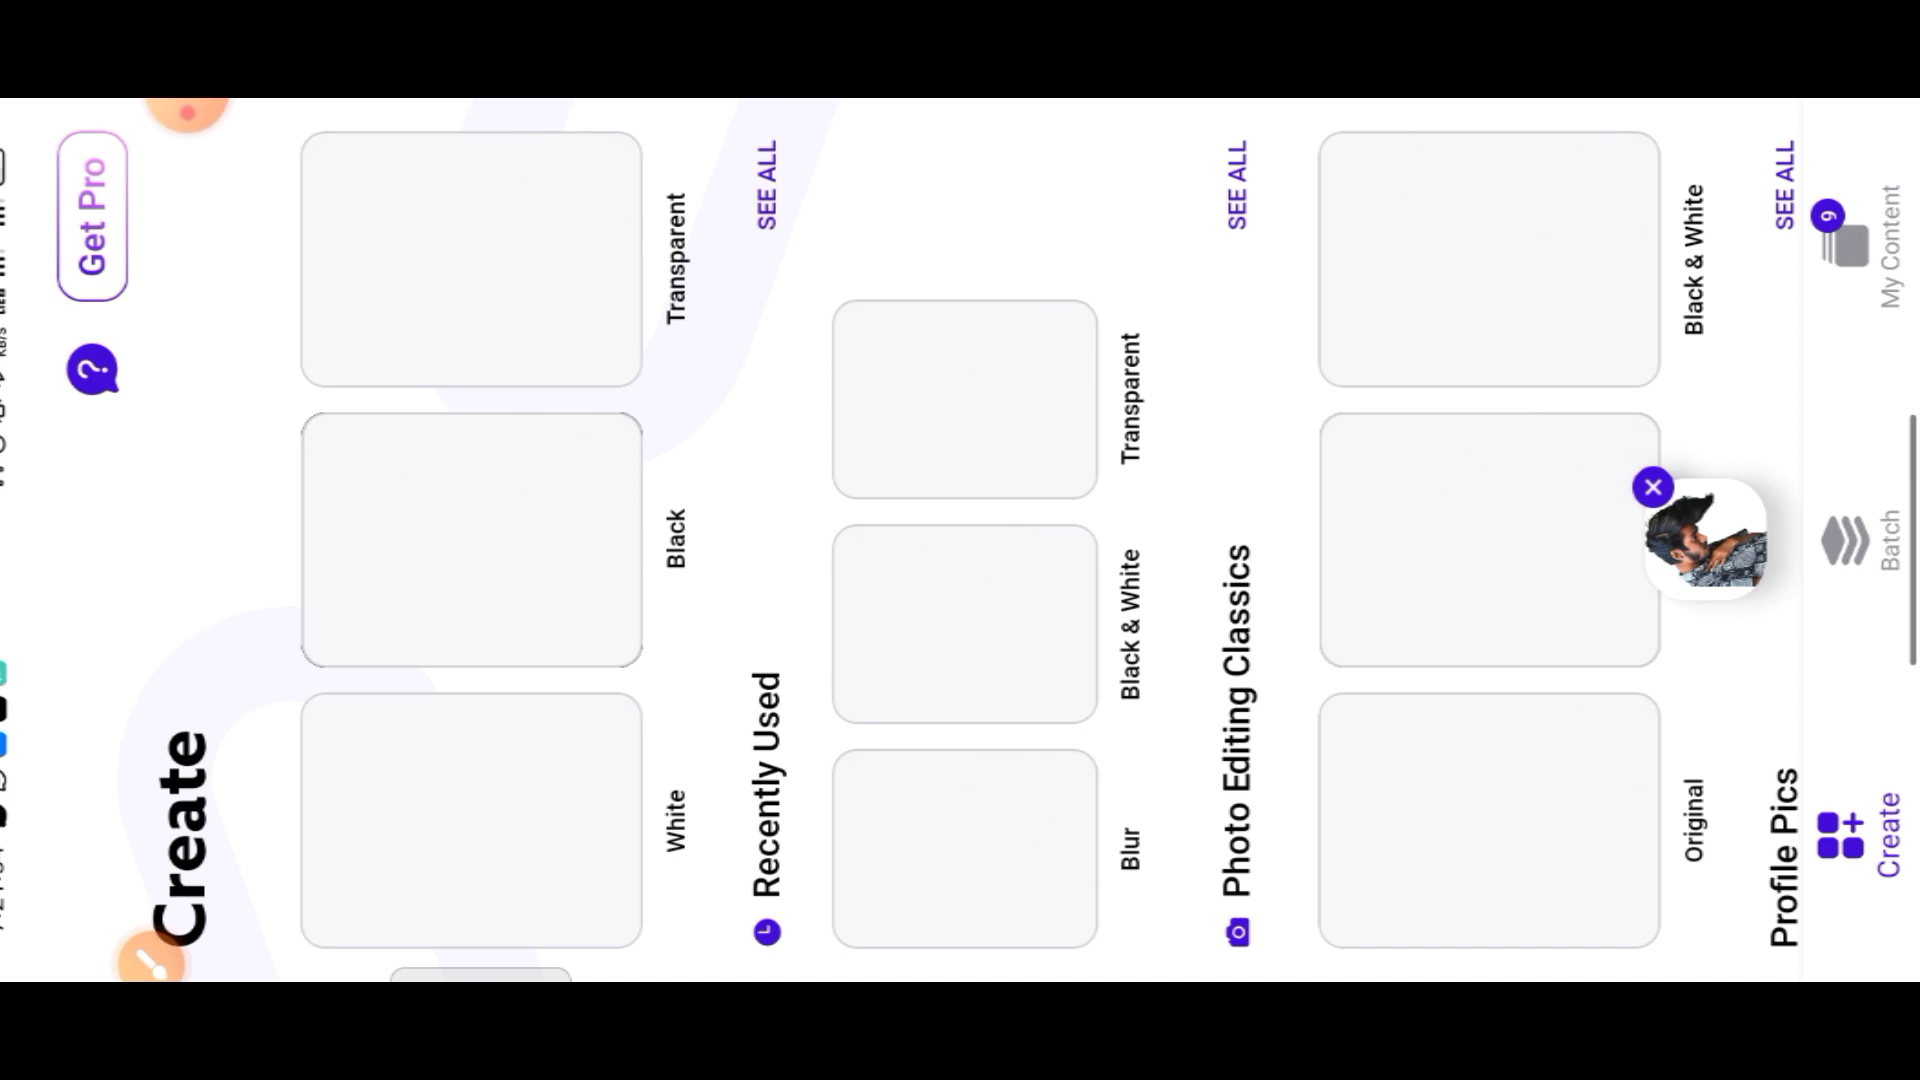 Get Pro
Create
White
Black
Transparent
Recently Used
SEE ALL
Blur
Black & White
Transparent
Photo Editing Classics
SEE ALL
Original
Black & White
Profile Pics
SEE ALL
9
Create
Batch
My Content